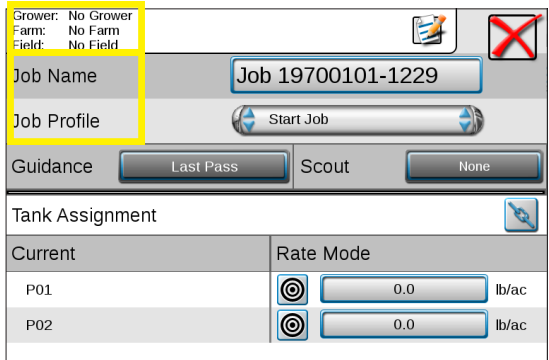 Grower: No Grower
Farm: No Farm
Field: No Field
Job Name Job 19700101-1229
Job Profile Start Job
Guidance Last Pass Scout None
Tank Assignment
Current Rate Mode
P01 0.0 lb/ac
P02 0.0 lb/ac